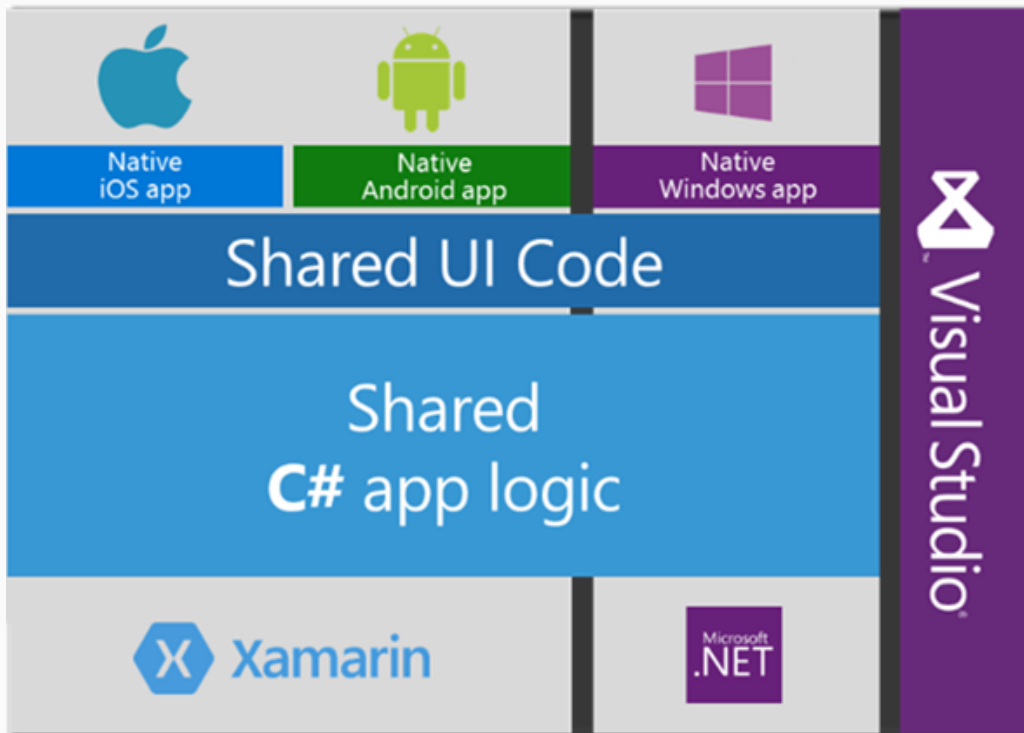 Native
iOS app
Native
Android app
Native
Windows app
Shared UI Code
Shared
C# app logic
Xamarin
Microsoft
.NET
Visual Studio